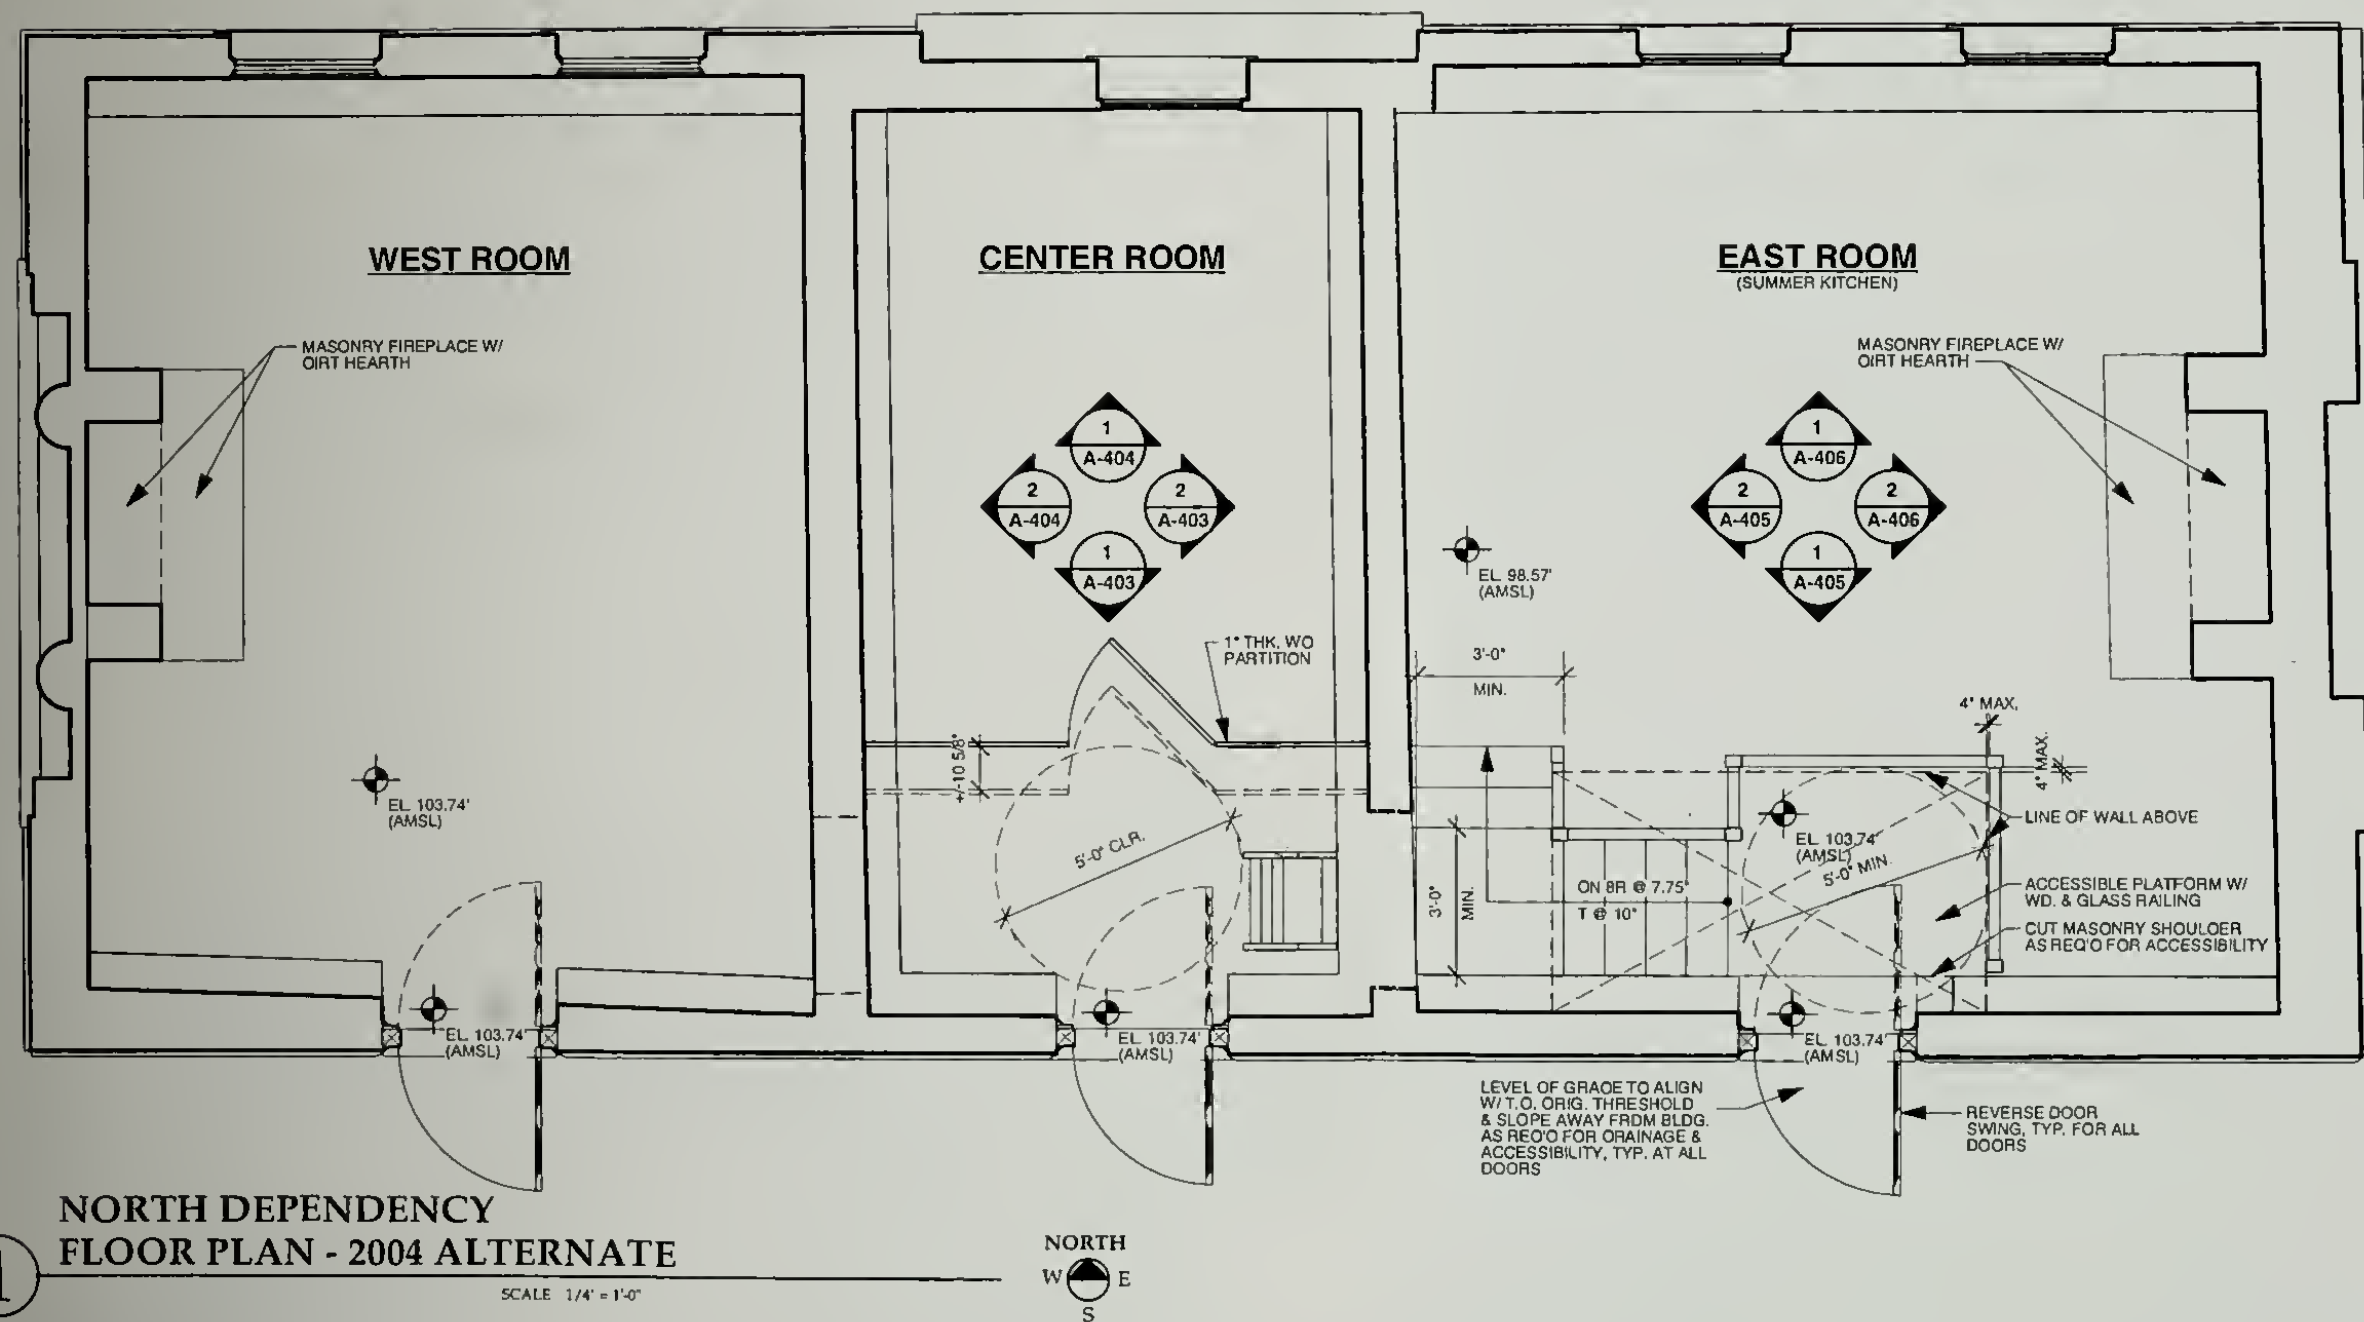 WEST ROOM
CENTER ROOM
EAST ROOM
(SUMMER KITCHEN)
MASONRY FIREPLACE W/
OIRT HEARTH
MASONRY FIREPLACE W/
OIRT HEARTH
1
A-404
2
A-404
2
A-403
1
A-403
1
A-406
2
A-405
2
A-406
1
A-405
EL 98.57'
(AMSL)
1" THK. WO
PARTITION
3'-0"
MIN.
4" MAX.
4" MAX.
+/-10 5/8"
EL 103.74'
(AMSL)
5'-0" CLR.
EL 103.74'
(AMSL)
5'-0" MIN.
LINE OF WALL ABOVE
ON 8R @ 7.75"
T @ 10"
3'-0"
MIN.
ACCESSIBLE PLATFORM W/
WD. & GLASS RAILING
CUT MASONRY SHOULOER
AS REQ'O FOR ACCESSIBILITY
EL 103.74'
(AMSL)
EL 103.74'
(AMSL)
EL 103.74'
(AMSL)
LEVEL OF GRAOE TO ALIGN
W/ T.O. ORIG. THRESHOLD
& SLOPE AWAY FROM BLDG.
AS REQ'O FOR ORAINAGE &
ACCESSIBILITY, TYP. AT ALL
DOORS
REVERSE DOOR
SWING, TYP. FOR ALL
DOORS
1
NORTH DEPENDENCY
FLOOR PLAN - 2004 ALTERNATE
SCALE 1/4" = 1'-0"
NORTH
W E
S